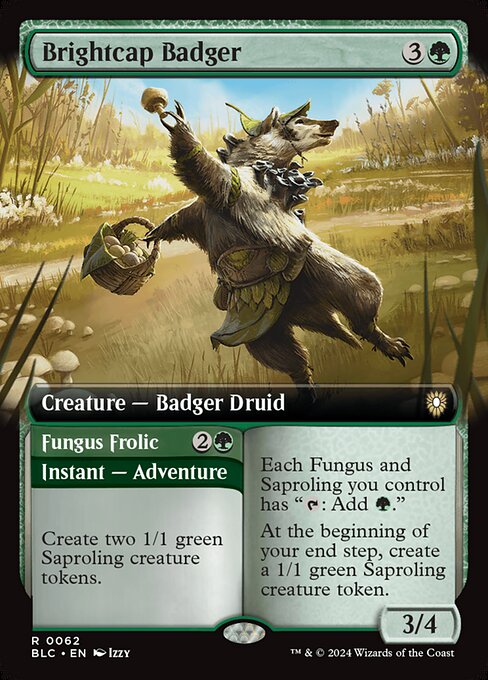 Brightcap Badger 3
Creature — Badger Druid
Fungus Frolic 2
Instant — Adventure
Create two 1/1 green
Saproling creature
tokens.
Each Fungus and
Saproling you control
has “: Add .”
At the beginning of
your end step, create
a 1/1 green Saproling
creature token.
3/4
R 0062
BLC • EN Izzy
™ & © 2024 Wizards of the Coast